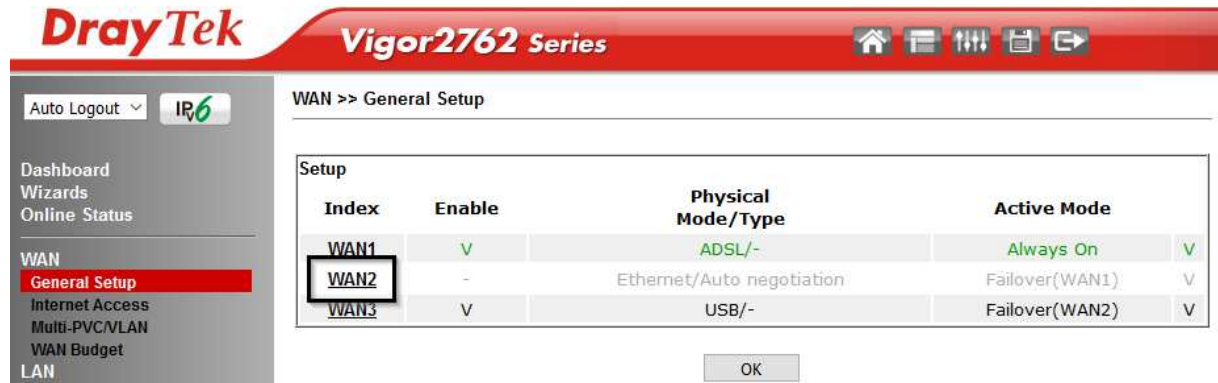 DrayTek
Vigor2762 Series
Auto Logout IPv6
WAN >> General Setup
Dashboard
Wizards
Online Status
WAN
General Setup
Internet Access
Multi-PVC/VLAN
WAN Budget
LAN
Setup
Index Enable Physical Mode/Type Active Mode
WAN1 V ADSL/- Always On V
WAN2 - Ethernet/Auto negotiation Failover(WAN1) V
WAN3 V USB/- Failover(WAN2) V
OK